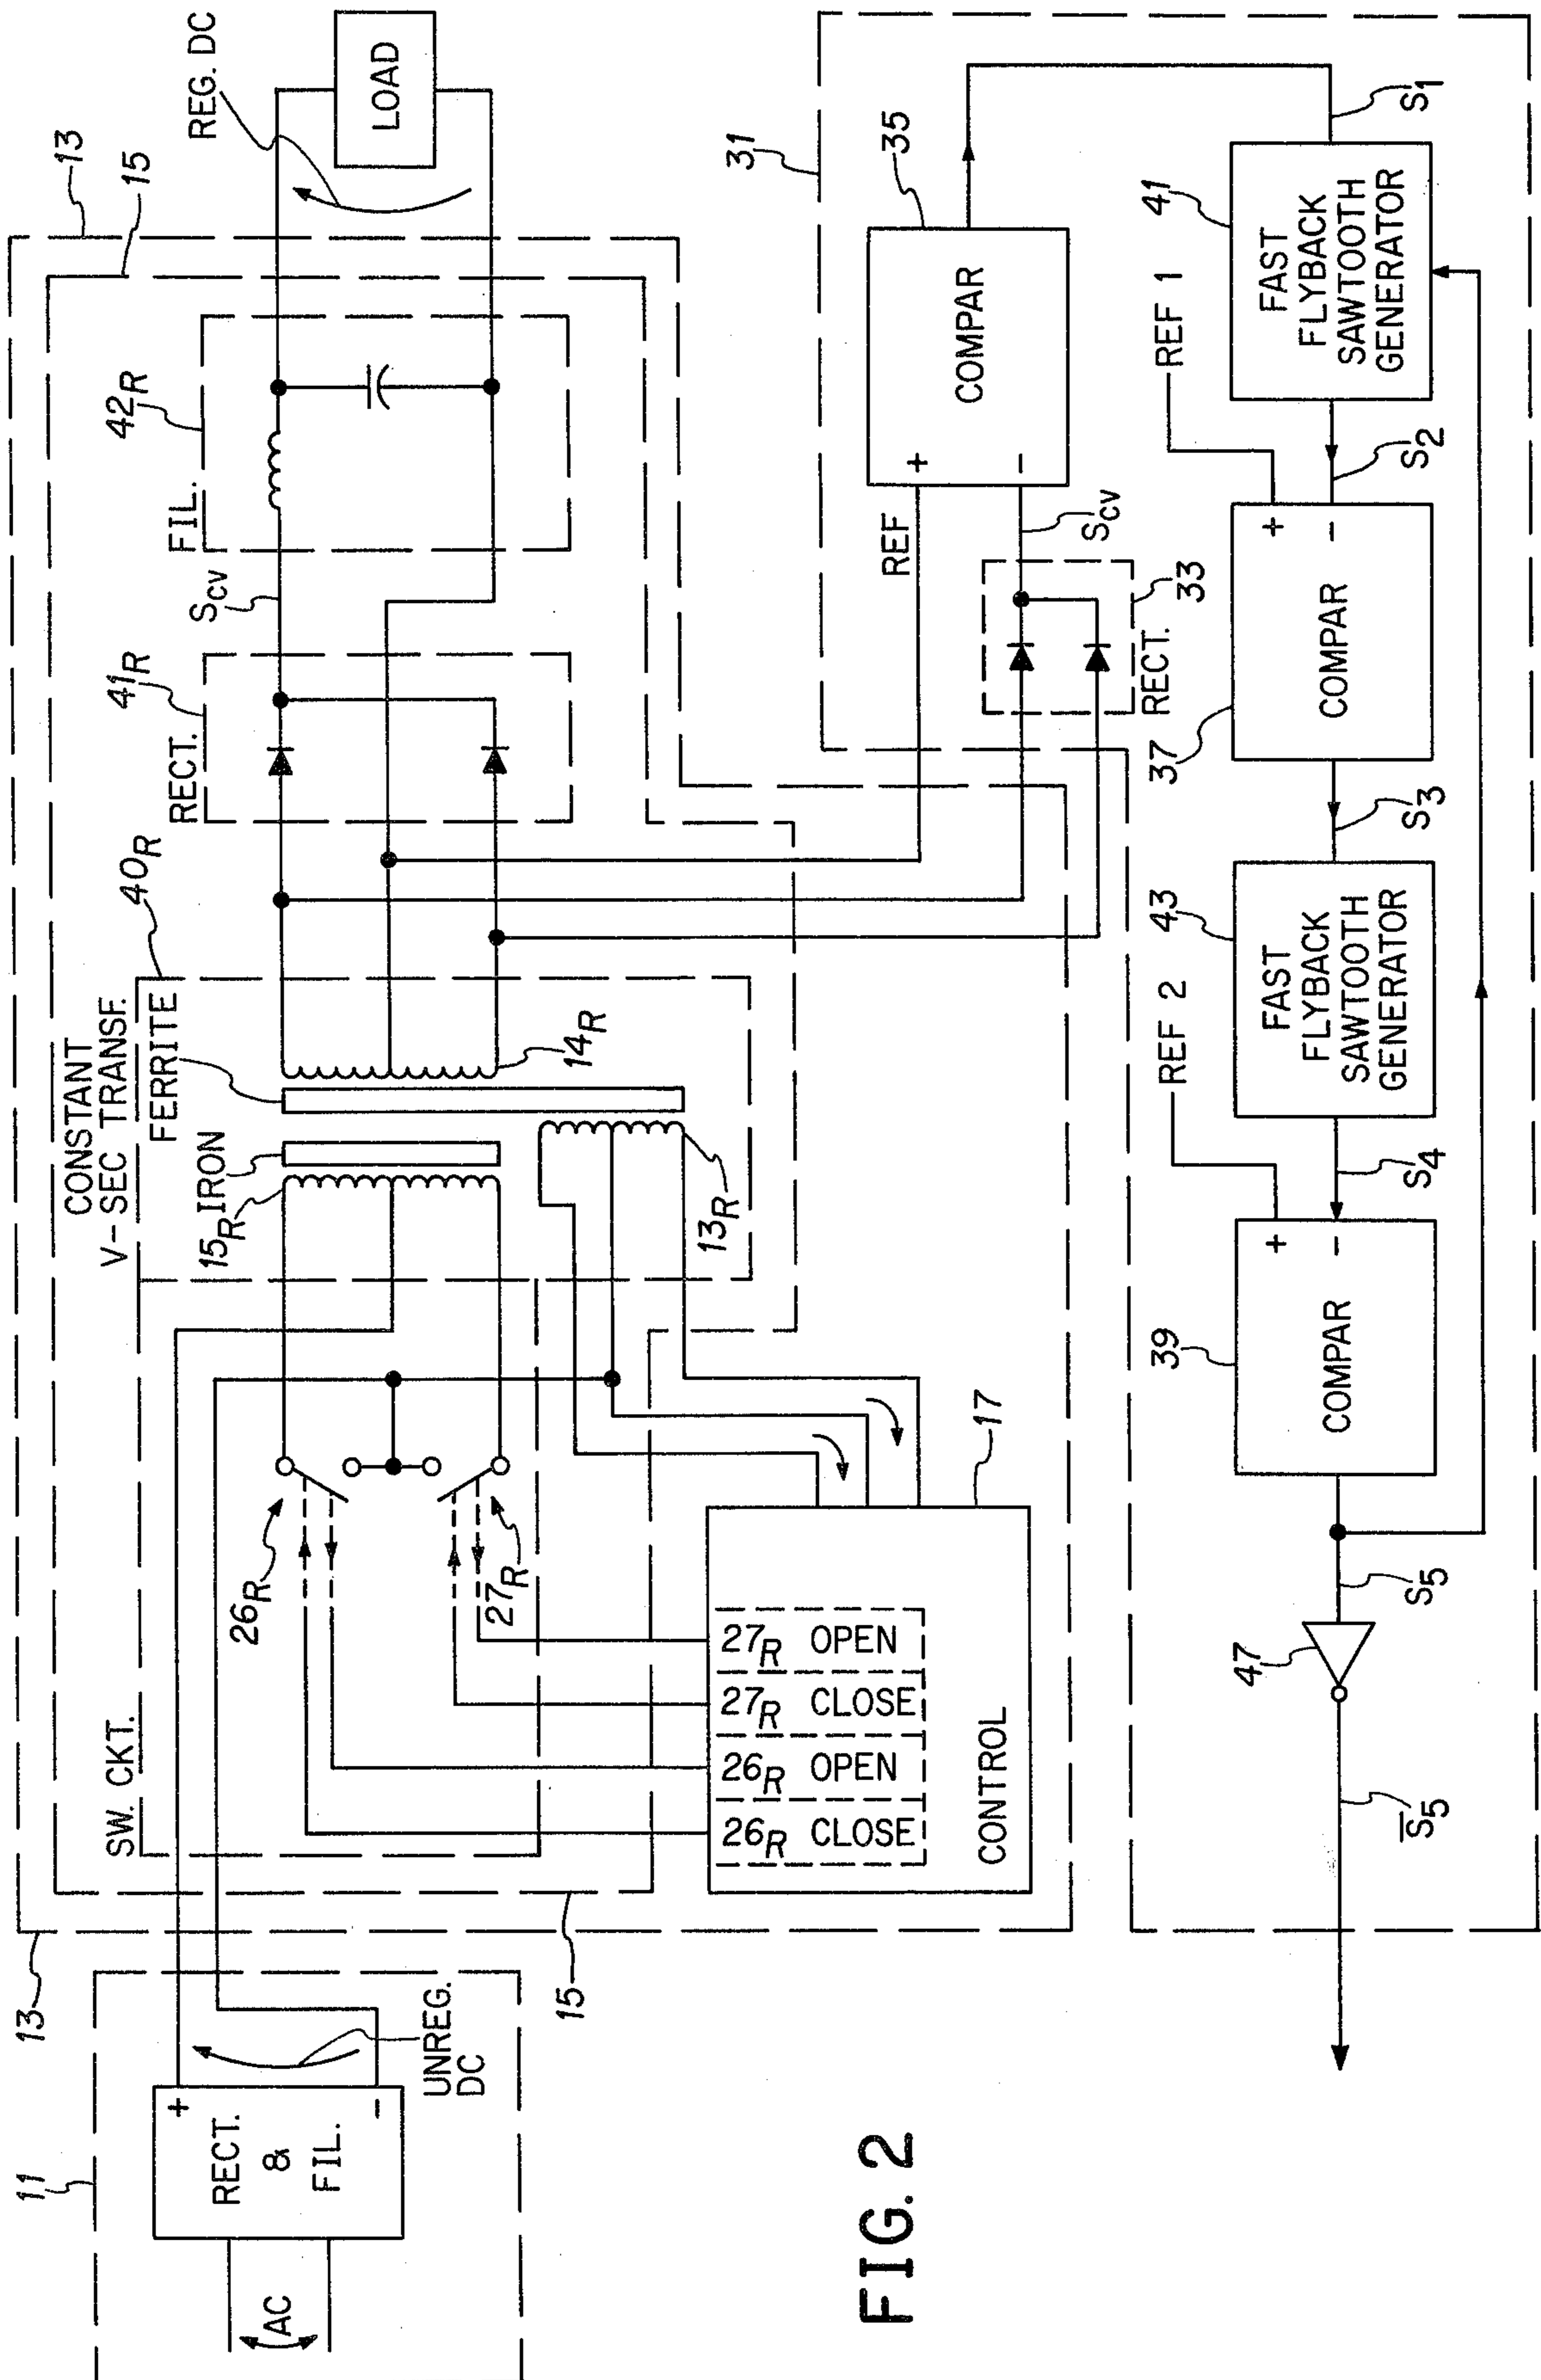 11
AC
RECT.
&
FIL.
+
-
UNREG.
DC
13
15
SW. CKT.
26R
27R
26R CLOSE
26R OPEN
27R CLOSE
27R OPEN
CONTROL
17
CONSTANT
V-SEC TRANSF.
40R
15R
IRON
FERRITE
13R
14R
RECT.
41R
SCV
FIL.
42R
13
15
REG. DC
LOAD
31
RECT.
33
SCV
REF
+
-
COMPAR
35
S1
41
FAST
FLYBACK
SAWTOOTH
GENERATOR
S2
REF 1
+
-
COMPAR
37
S3
43
FAST
FLYBACK
SAWTOOTH
GENERATOR
S4
REF 2
+
-
COMPAR
39
S5
47
S̅5
FIG. 2